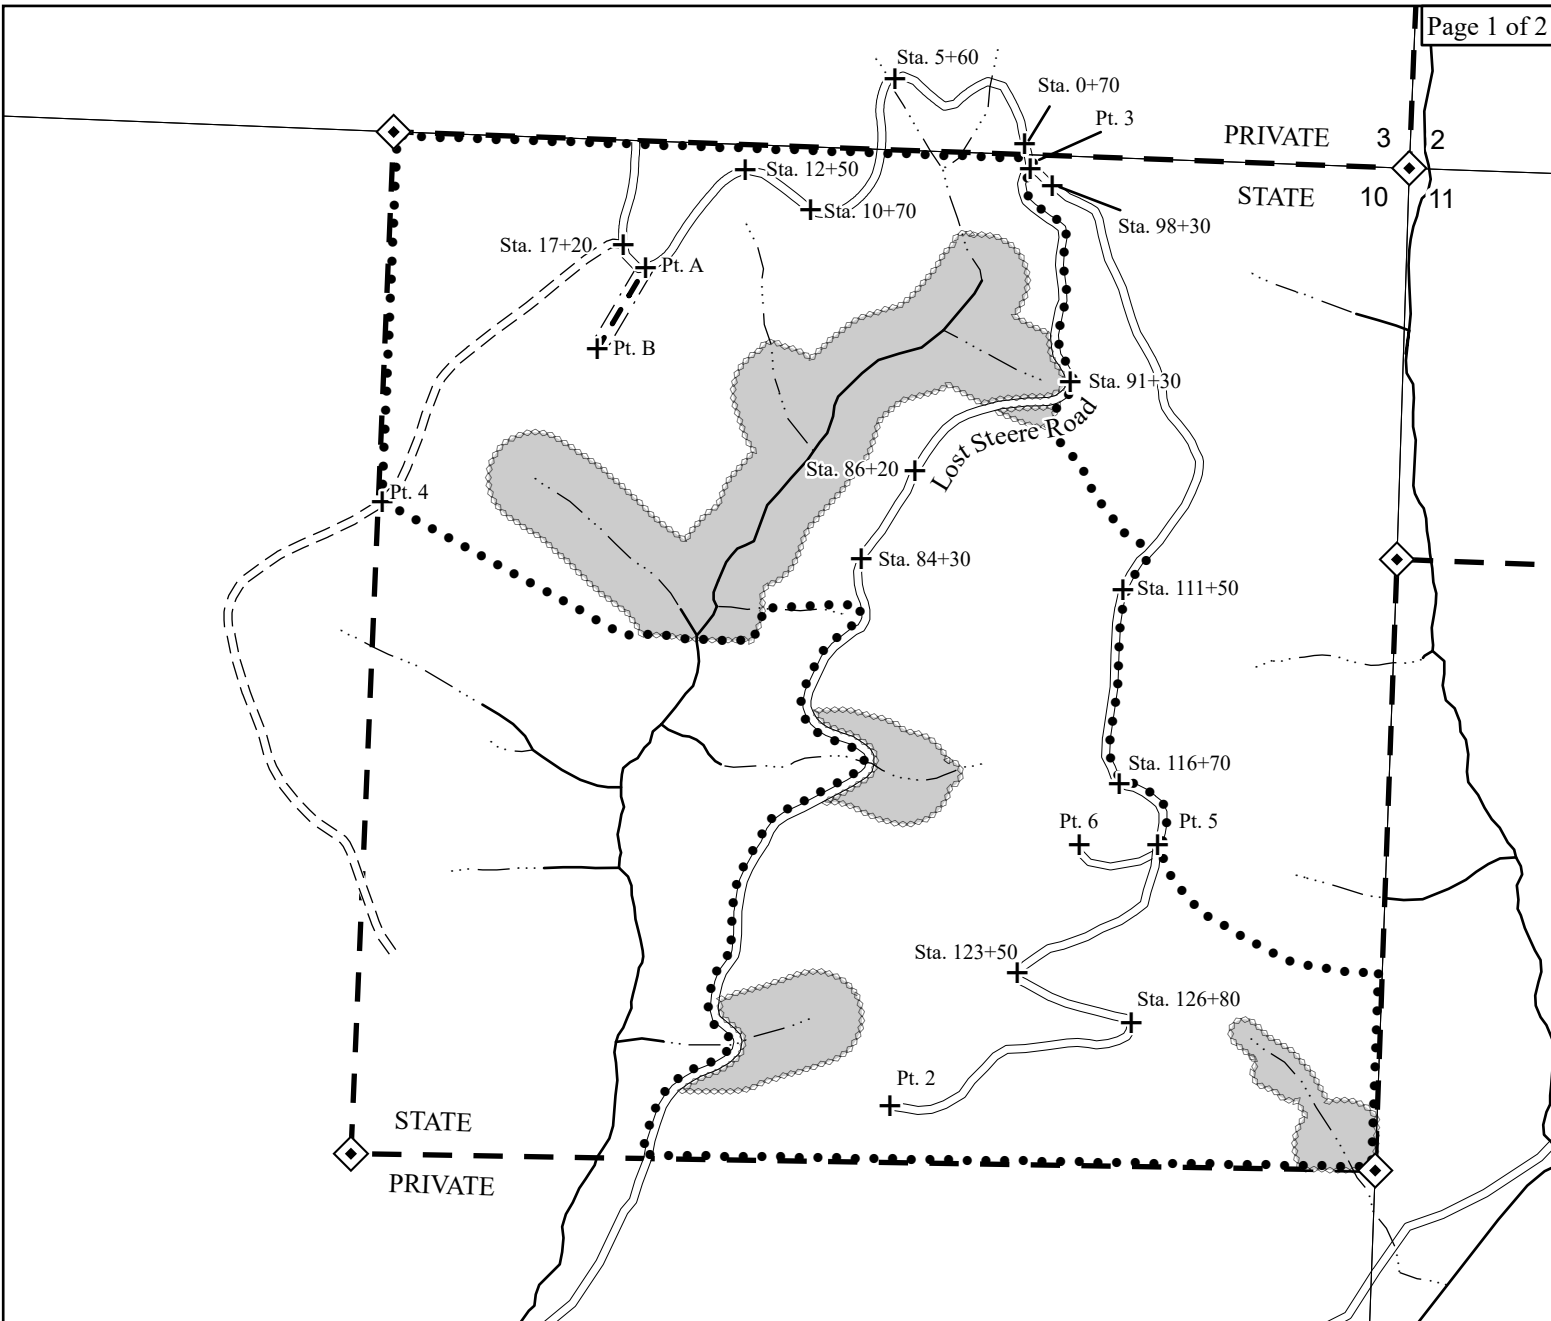 Page 1 of 2
Sta. 5+60
Sta. 0+70
Pt. 3
PRIVATE
3
2
STATE
10
11
Sta. 12+50
Sta. 10+70
Sta. 98+30
Sta. 17+20
Pt. A
Pt. B
Sta. 91+30
Lost Steere Road
Sta. 86+20
Pt. 4
Sta. 84+30
Sta. 111+50
Sta. 116+70
Pt. 6
Pt. 5
Sta. 123+50
Sta. 126+80
Pt. 2
STATE
PRIVATE